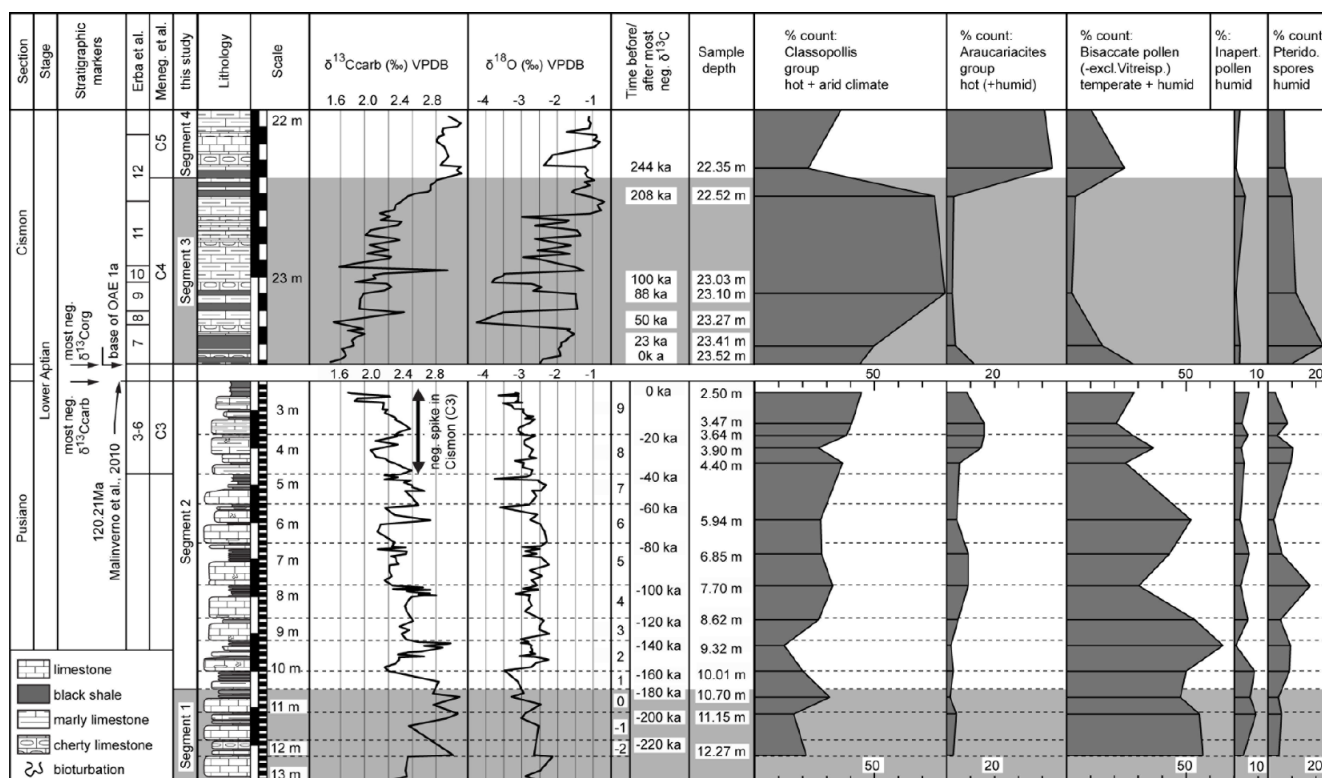 Section
Stage
Stratigraphic
markers
Erba et al.
Meneg. et al.
this study
Lithology
Scale
δ13Ccarb (‰) VPDB
1.6 2.0 2.4 2.8
δ18O (‰) VPDB
-4 -3 -2 -1
Time before/
after most
neg. δ13C
Sample
depth
% count:
Classopollis
group
hot + arid climate
% count:
Araucariacites
group
hot (+humid)
% count:
Bisaccate pollen
(-excl.Vitreisp.)
temperate + humid
%:
Inapert.
pollen
humid
% count
Pterido.
spores
humid
Cismon
Lower Aptian
most neg.
δ13Corg
base of OAE 1a
12
11
10
9
8
7
C5
C4
Segment 4
Segment 3
22 m
23 m
244 ka 22.35 m
208 ka 22.52 m
100 ka 23.03 m
88 ka 23.10 m
50 ka 23.27 m
23 ka 23.41 m
0k a 23.52 m
1.6 2.0 2.4 2.8
-4 -3 -2 -1
50 20 50 10 20
Pusiano
most neg.
δ13Ccarb
120.21Ma
Malinverno et al., 2010
3-6
C3
Segment 2
Segment 1
neg. spike in
Cismon (C3)
3 m
4 m
5 m
6 m
7 m
8 m
9 m
10 m
11 m
12 m
13 m
9
8
7
6
5
4
3
2
1
0
-1
-2
0 ka
-20 ka
-40 ka
-60 ka
-80 ka
-100 ka
-120 ka
-140 ka
-160 ka
-180 ka
-200 ka
-220 ka
2.50 m
3.47 m
3.64 m
3.90 m
4.40 m
5.94 m
6.85 m
7.70 m
8.62 m
9.32 m
10.01 m
10.70 m
11.15 m
12.27 m
50 20 50 10 20
limestone
black shale
marly limestone
cherty limestone
bioturbation